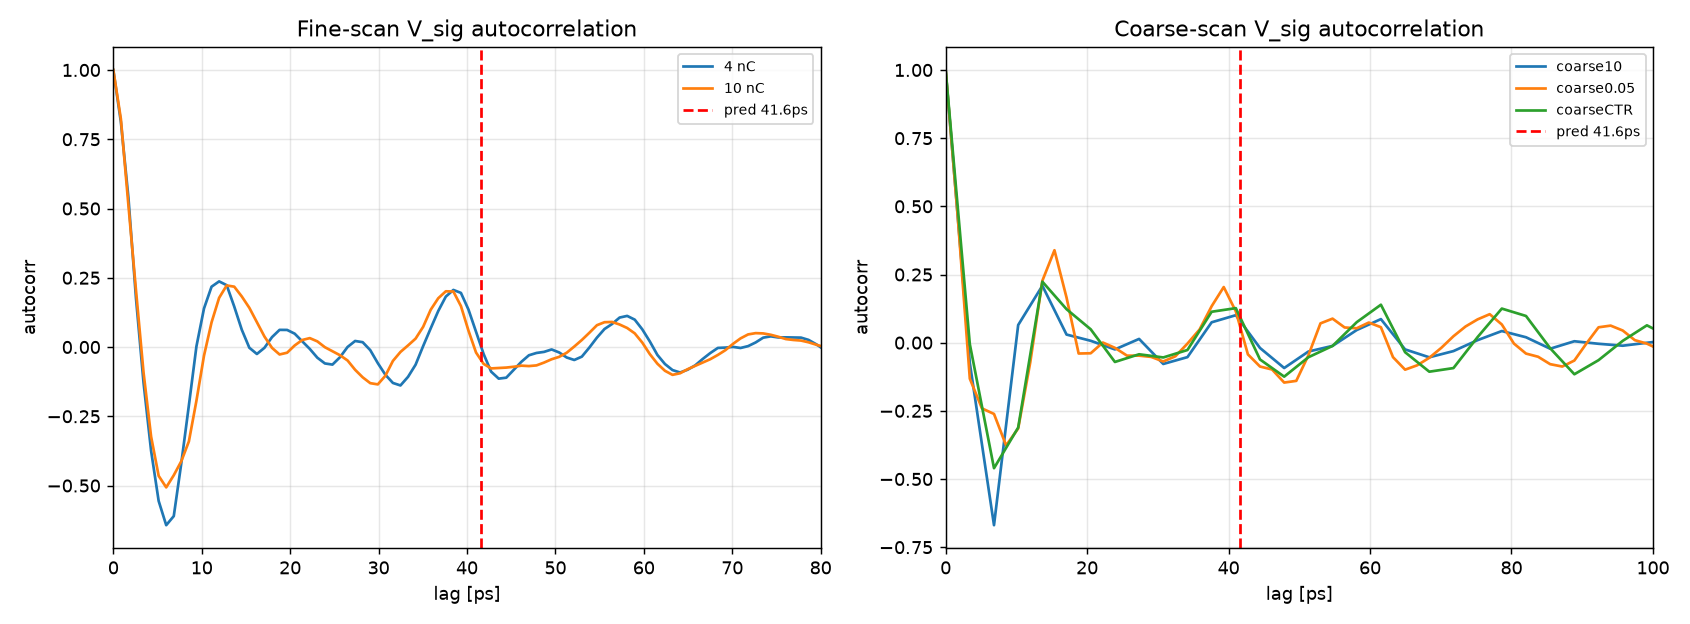 Fine-scan V_sig autocorrelation
1.00
0.75
0.50
0.25
0.00
−0.25
−0.50
autocorr
0 10 20 30 40 50 60 70 80
lag [ps]
4 nC
10 nC
pred 41.6ps
Coarse-scan V_sig autocorrelation
1.00
0.75
0.50
0.25
0.00
−0.25
−0.50
−0.75
autocorr
0 20 40 60 80 100
lag [ps]
coarse10
coarse0.05
coarseCTR
pred 41.6ps